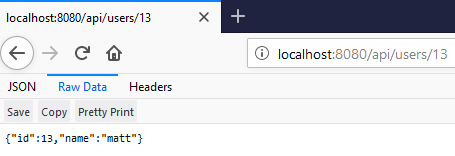 localhost:8080/api/users/13
localhost:8080/api/users/13
JSON Raw Data Headers
Save Copy Pretty Print
{"id":13,"name":"matt"}